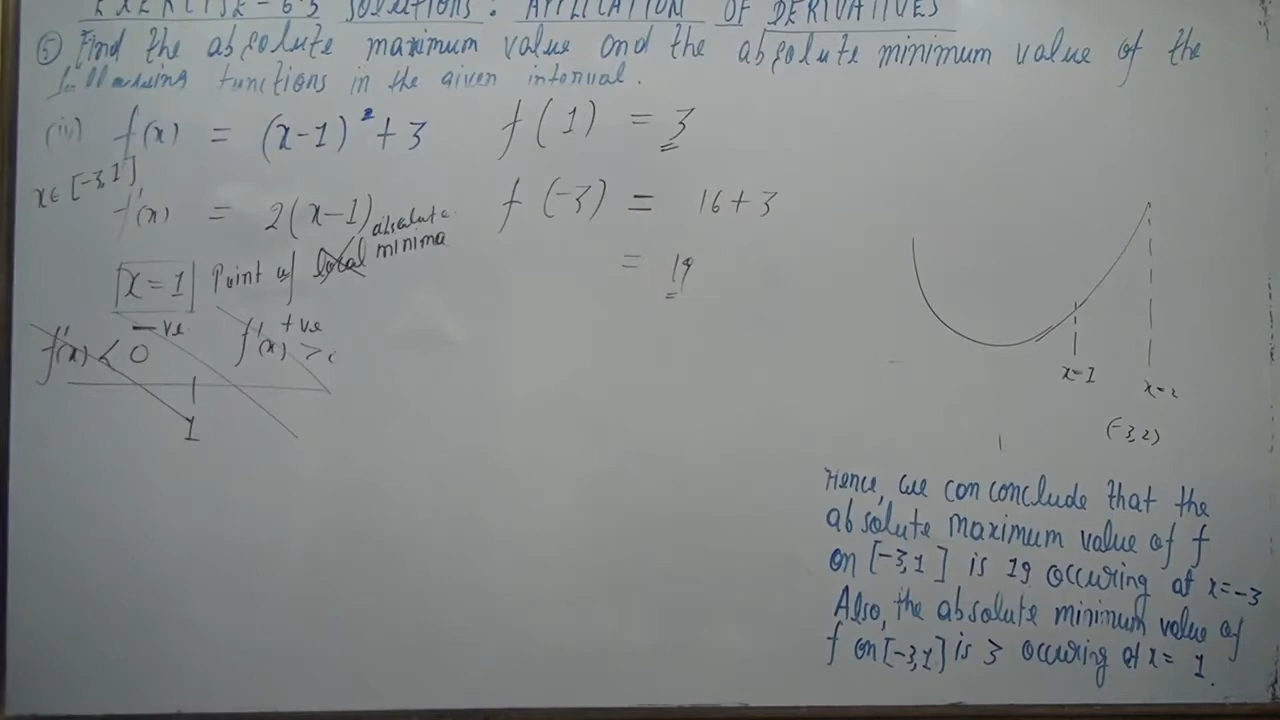 EXERCISE-6.5 SOLUTIONS: APPLICATION OF DERIVATIVES
⑤ Find the absolute maximum value and the absolute minimum value of the
following functions in the given interval.
(iii) f(x) = (x-1)² + 3
x ∈ [-3,1]
f'(x) = 2(x-1)
x = 1 Point of local absolute minima
-ve +ve
f'(x) < 0 f'(x) >
1
f(1) = 3
f(-3) = 16+3
= 19
x=1
x=2
(-3,2)
Hence, we can conclude that the
absolute maximum value of f
on [-3,1] is 19 occuring at x=-3
Also, the absolute minimum value of
f on [-3,1] is 3 occuring at x= 1.